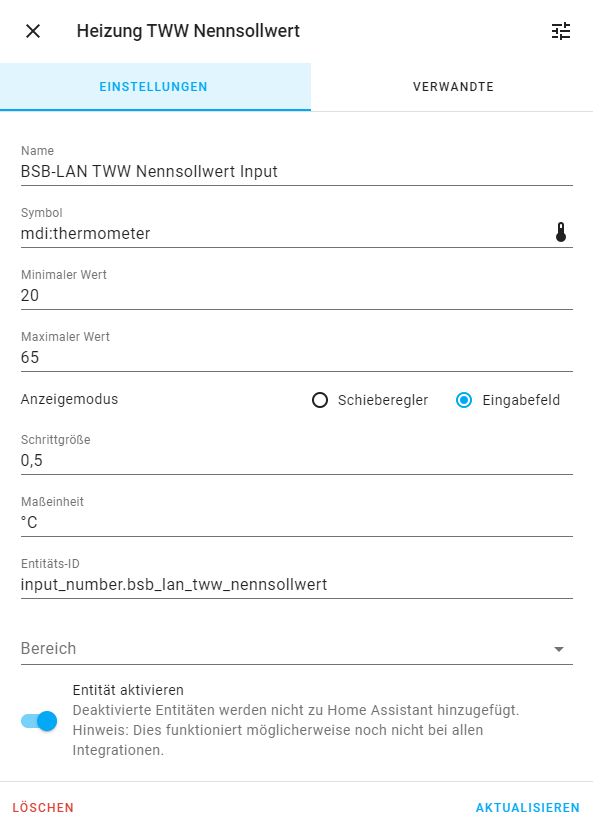 Heizung TWW Nennsollwert
EINSTELLUNGEN
VERWANDTE
Name
BSB-LAN TWW Nennsollwert Input
Symbol
mdi:thermometer
Minimaler Wert
20
Maximaler Wert
65
Anzeigemodus
Schieberegler
Eingabefeld
Schrittgröße
0,5
Maßeinheit
°C
Entitäts-ID
input_number.bsb_lan_tww_nennsollwert
Bereich
Entität aktivieren
Deaktivierte Entitäten werden nicht zu Home Assistant hinzugefügt.
Hinweis: Dies funktioniert möglicherweise noch nicht bei allen
Integrationen.
LÖSCHEN
AKTUALISIEREN